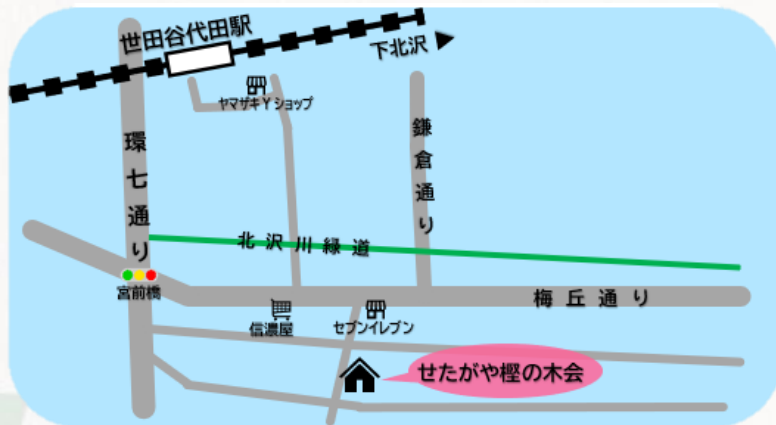 世田谷代田駅
下北沢
ヤマザキYショップ
環七通り
鎌倉通り
北沢川緑道
宮前橋
梅丘通り
信濃屋
セブンイレブン
せたがや樫の木会